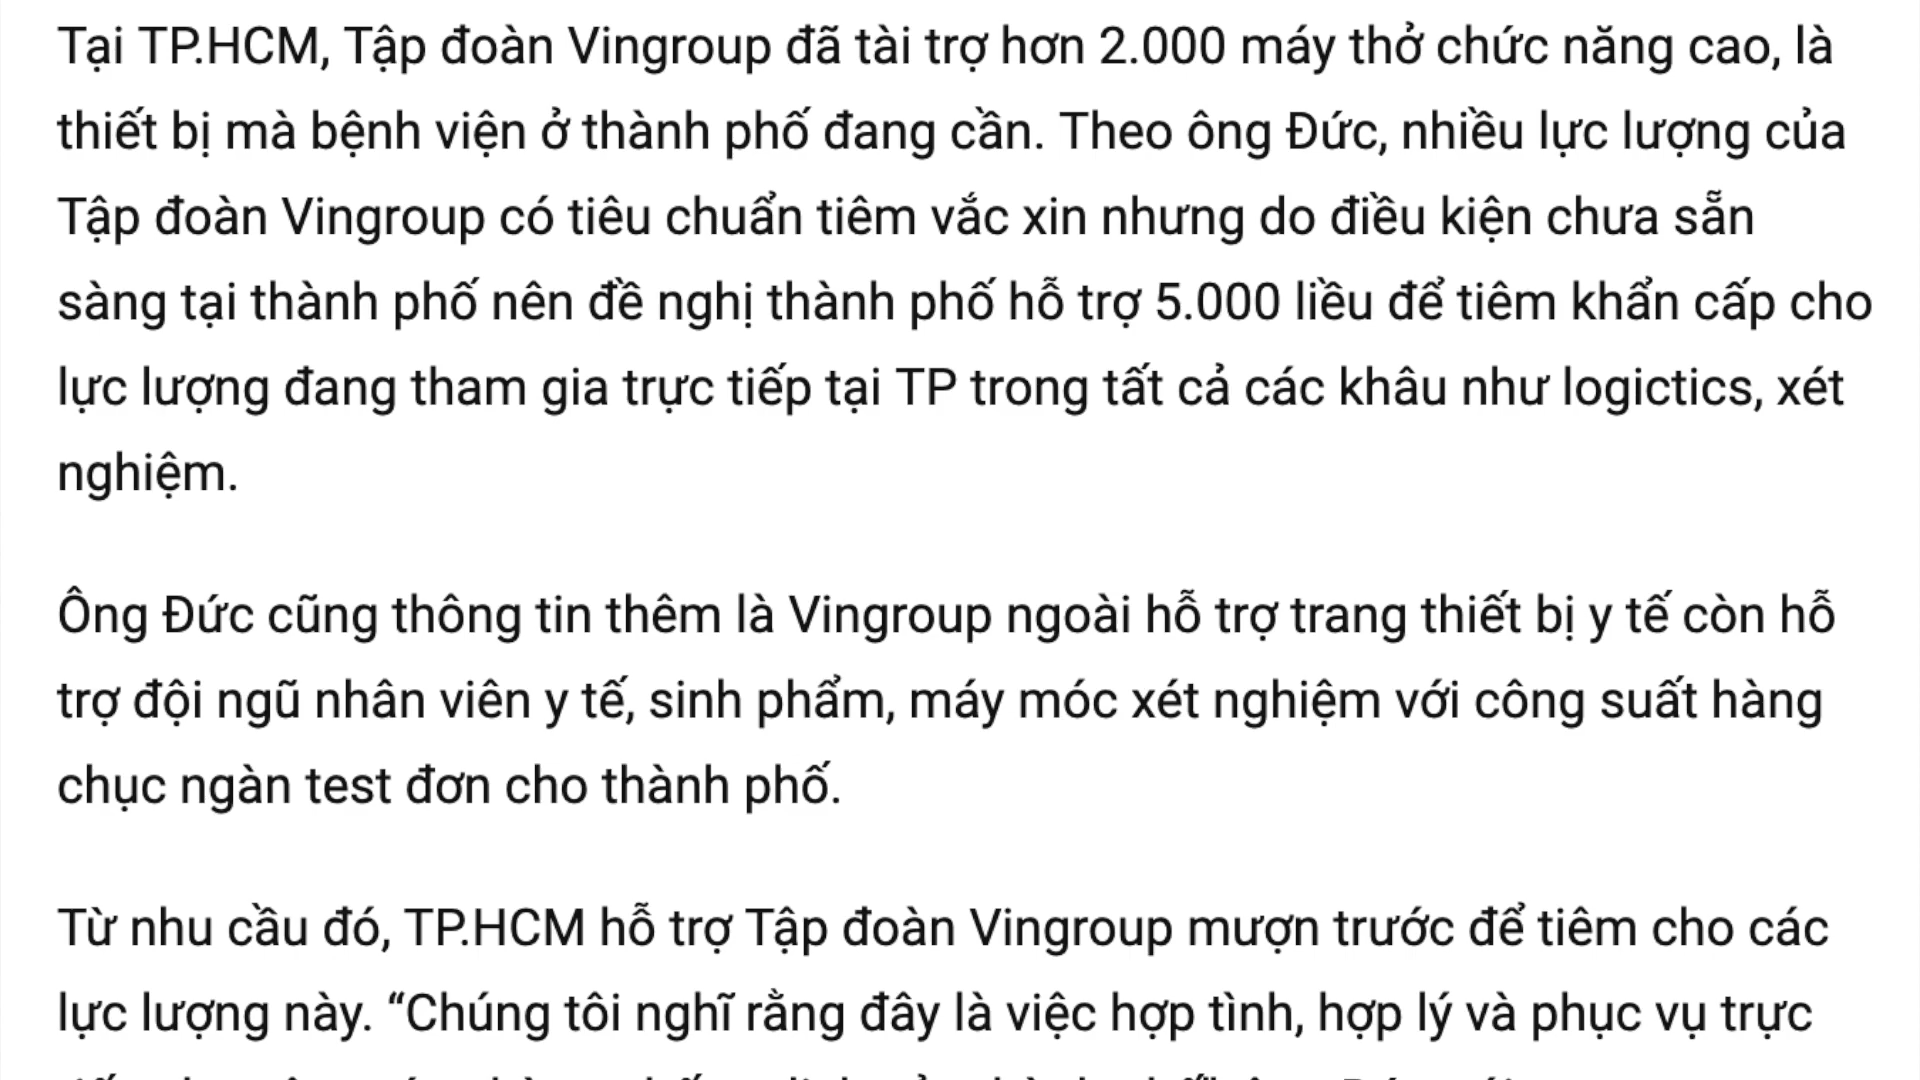 Tại TP.HCM, Tập đoàn Vingroup đã tài trợ hơn 2.000 máy thở chức năng cao, là
thiết bị mà bệnh viện ở thành phố đang cần. Theo ông Đức, nhiều lực lượng của
Tập đoàn Vingroup có tiêu chuẩn tiêm vắc xin nhưng do điều kiện chưa sẵn
sàng tại thành phố nên đề nghị thành phố hỗ trợ 5.000 liều để tiêm khẩn cấp cho
lực lượng đang tham gia trực tiếp tại TP trong tất cả các khâu như logictics, xét
nghiệm.
Ông Đức cũng thông tin thêm là Vingroup ngoài hỗ trợ trang thiết bị y tế còn hỗ
trợ đội ngũ nhân viên y tế, sinh phẩm, máy móc xét nghiệm với công suất hàng
chục ngàn test đơn cho thành phố.
Từ nhu cầu đó, TP.HCM hỗ trợ Tập đoàn Vingroup mượn trước để tiêm cho các
lực lượng này. “Chúng tôi nghĩ rằng đây là việc hợp tình, hợp lý và phục vụ trực